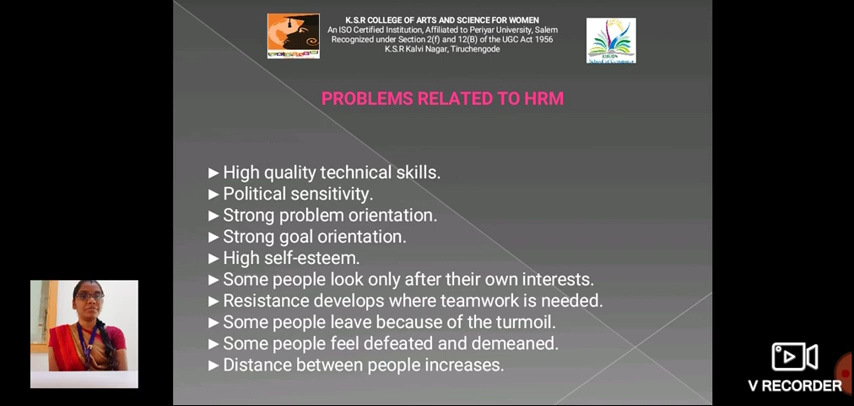 K.S.R COLLEGE OF ARTS AND SCIENCE FOR WOMEN
An ISO Certified Institution, Affiliated to Periyar University, Salem
Recognized under Section 2(f) and 12(B) of the UGC Act 1956
K.S.R Kalvi Nagar, Tiruchengode
PROBLEMS RELATED TO HRM
►High quality technical skills.
►Political sensitivity.
►Strong problem orientation.
►Strong goal orientation.
►High self-esteem.
►Some people look only after their own interests.
►Resistance develops where teamwork is needed.
►Some people leave because of the turmoil.
►Some people feel defeated and demeaned.
►Distance between people increases.
V RECORDER